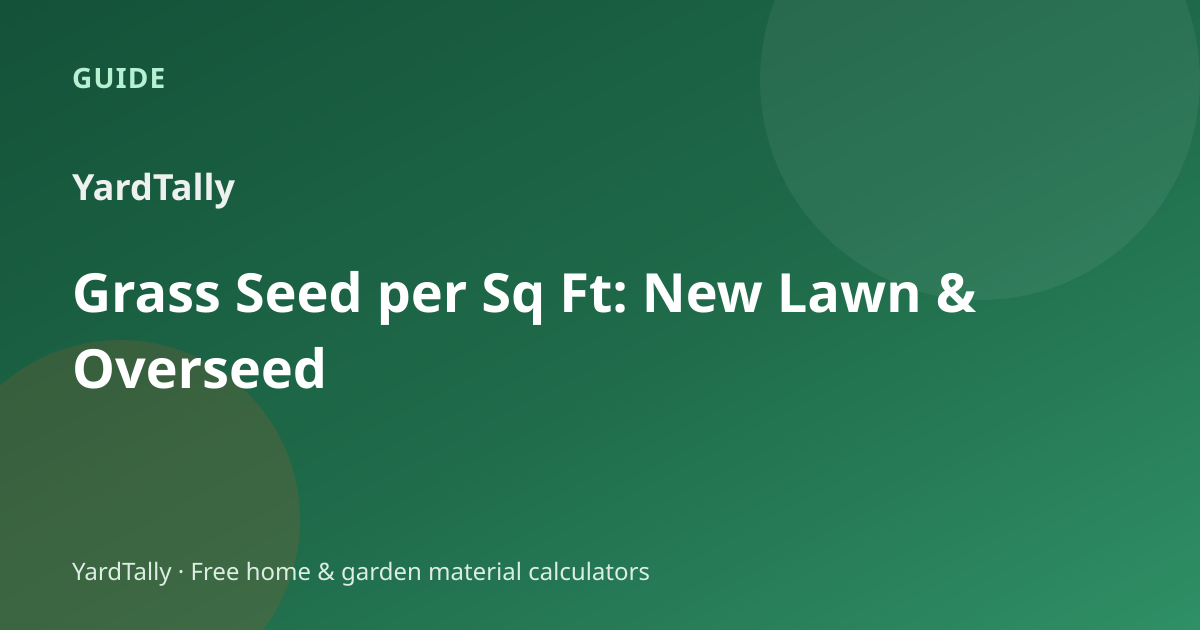 GUIDE
YardTally
Grass Seed per Sq Ft: New Lawn &
Overseed
YardTally · Free home & garden material calculators